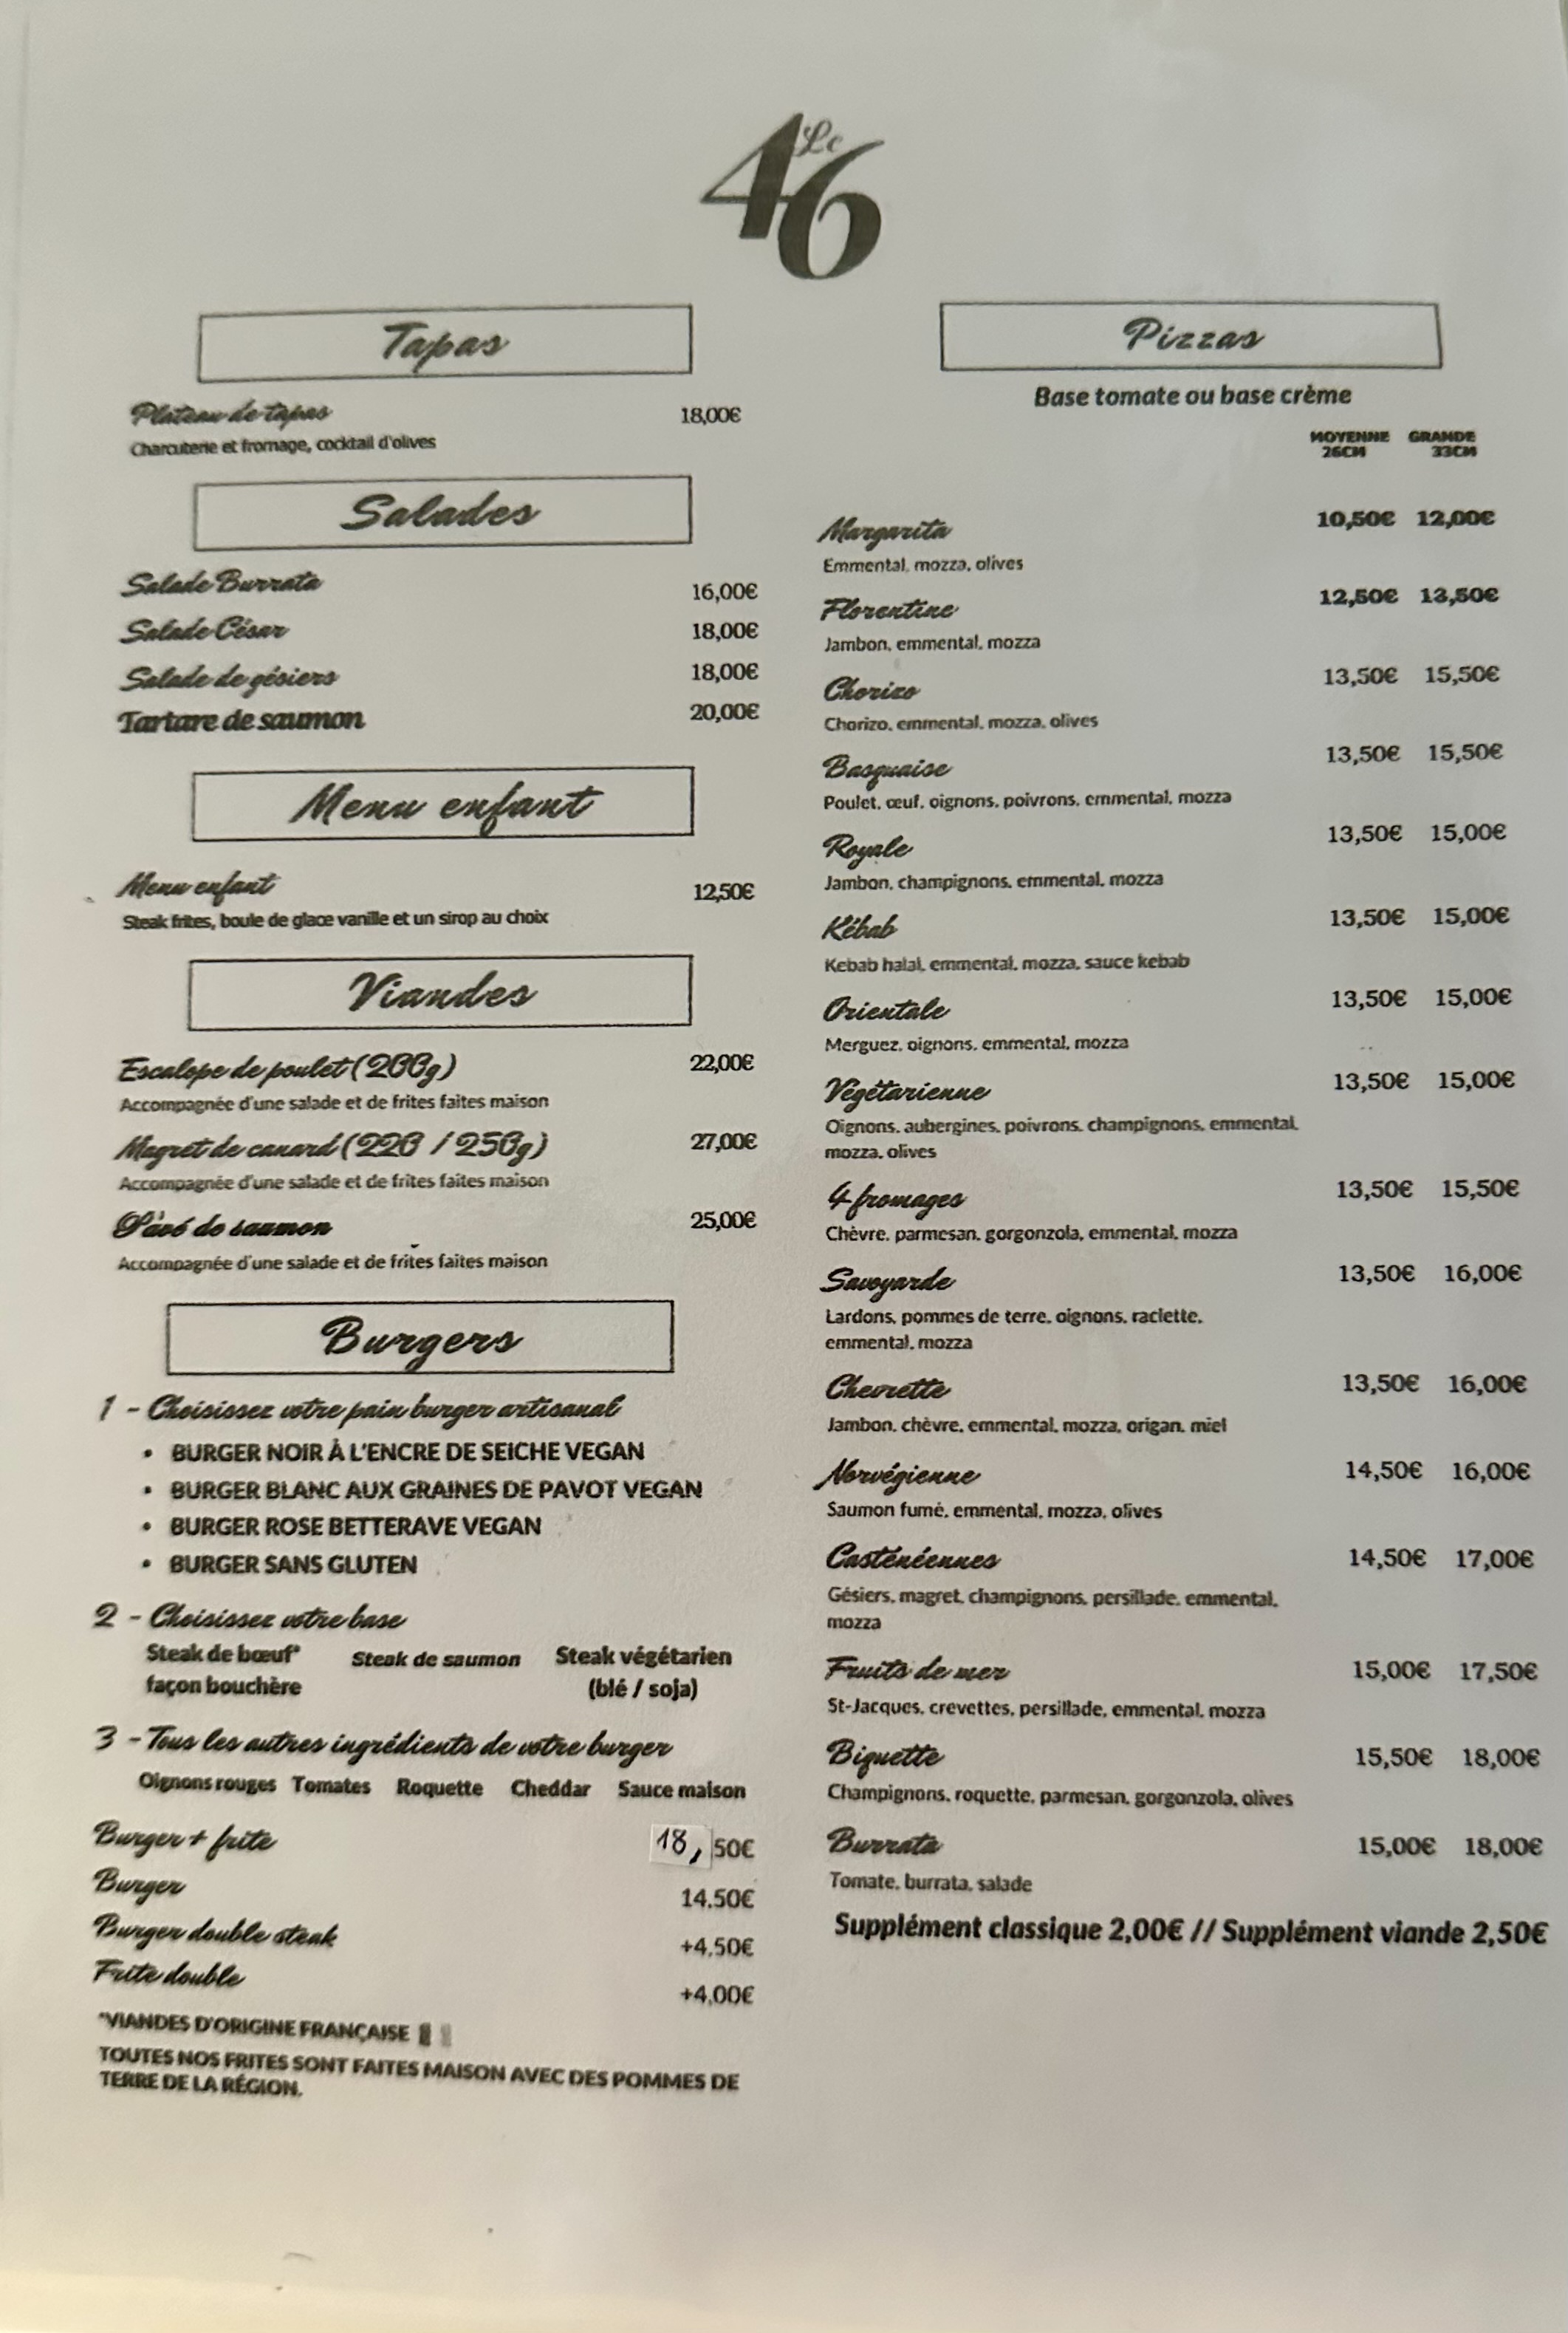 Le
46
Tapas
Plateau de tapas 18,00€
Charcuterie et fromage, cocktail d'olives
Salades
Salade Burrata 16,00€
Salade César 18,00€
Salade de gésiers 18,00€
Tartare de saumon 20,00€
Menu enfant
Menu enfant 12,50€
Steak frites, boule de glace vanille et un sirop au choix
Viandes
Escalope de poulet (200g) 22,00€
Accompagnée d'une salade et de frites faites maison
Magret de canard (220 / 250g) 27,00€
Accompagnée d'une salade et de frites faites maison
Pavé de saumon 25,00€
Accompagnée d'une salade et de frites faites maison
Burgers
1 - Choisissez votre pain burger artisanal
• BURGER NOIR À L'ENCRE DE SEICHE VEGAN
• BURGER BLANC AUX GRAINES DE PAVOT VEGAN
• BURGER ROSE BETTERAVE VEGAN
• BURGER SANS GLUTEN
2 - Choisissez votre base
Steak de bœuf* Steak de saumon Steak végétarien
façon bouchère (blé / soja)
3 - Tous les autres ingrédients de votre burger
Oignons rouges Tomates Roquette Cheddar Sauce maison
Burger + frite 18,50€
Burger 14.50€
Burger double steak +4.50€
Frite double +4.00€
*VIANDES D'ORIGINE FRANÇAISE
TOUTES NOS FRITES SONT FAITES MAISON AVEC DES POMMES DE
TERRE DE LA RÉGION.
Pizzas
Base tomate ou base crème
MOYENNE GRANDE
26CM 33CM
Margarita 10,50€ 12,00€
Emmental, mozza, olives
Florentine 12,50€ 13,50€
Jambon, emmental, mozza
Chorizo 13,50€ 15,50€
Chorizo, emmental, mozza, olives
Basquaise 13,50€ 15,50€
Poulet, œuf, oignons, poivrons, emmental, mozza
Royale 13,50€ 15,00€
Jambon, champignons, emmental, mozza
Kébab 13,50€ 15,00€
Kebab halal, emmental, mozza, sauce kebab
Orientale 13,50€ 15,00€
Merguez, oignons, emmental, mozza
Végétarienne 13,50€ 15,00€
Oignons, aubergines, poivrons, champignons, emmental,
mozza, olives
4 fromages 13,50€ 15,50€
Chèvre, parmesan, gorgonzola, emmental, mozza
Savoyarde 13,50€ 16,00€
Lardons, pommes de terre, oignons, raclette,
emmental, mozza
Chevrette 13,50€ 16,00€
Jambon, chèvre, emmental, mozza, origan, miel
Norvégienne 14,50€ 16,00€
Saumon fumé, emmental, mozza, olives
Casténéennes 14,50€ 17,00€
Gésiers, magret, champignons, persillade, emmental,
mozza
Fruits de mer 15,00€ 17,50€
St-Jacques, crevettes, persillade, emmental, mozza
Biquette 15,50€ 18,00€
Champignons, roquette, parmesan, gorgonzola, olives
Burrata 15,00€ 18,00€
Tomate, burrata, salade
Supplément classique 2,00€ // Supplément viande 2,50€